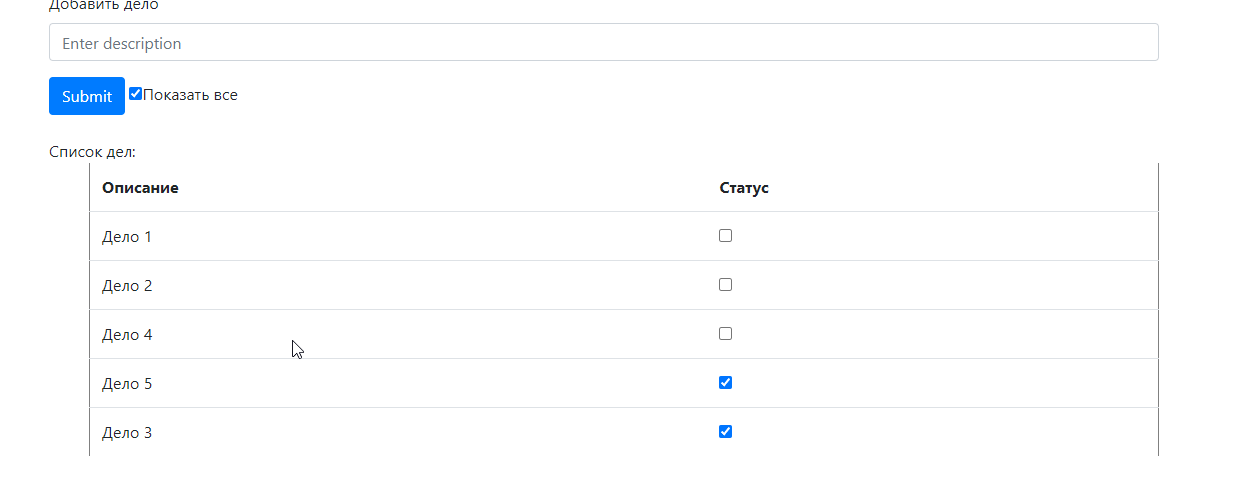 Добавить дело
Enter description
Submit Показать все
Список дел:
Описание Статус
Дело 1
Дело 2
Дело 4
Дело 5
Дело 3